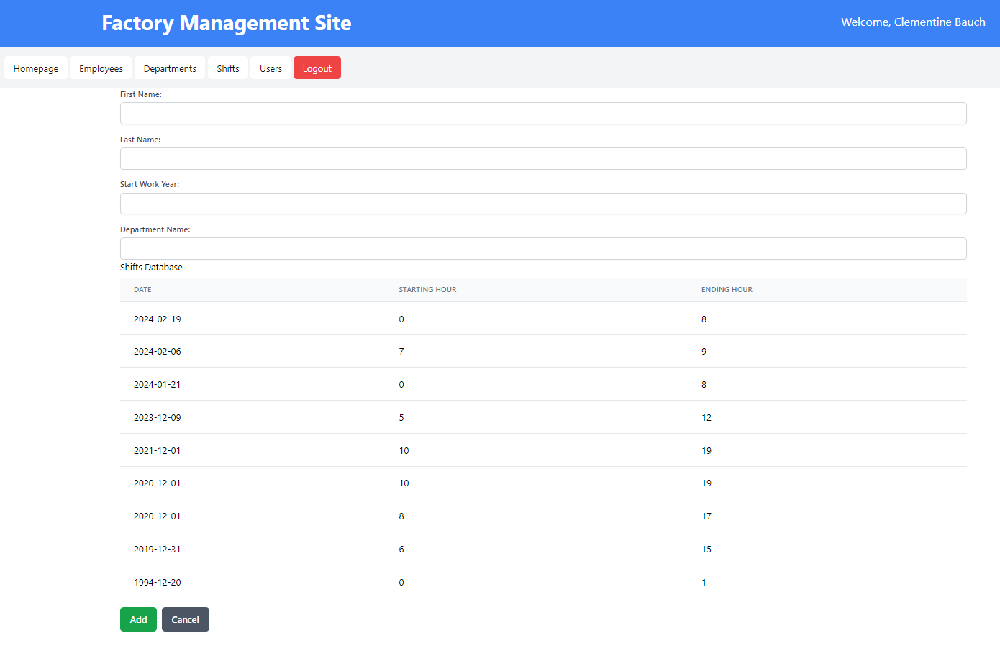 Factory Management Site
Welcome, Clementine Bauch
Homepage Employees Departments Shifts Users Logout
First Name:
Last Name:
Start Work Year:
Department Name:
Shifts Database
DATE STARTING HOUR ENDING HOUR
2024-02-19 0 8
2024-02-06 7 9
2024-01-21 0 8
2023-12-09 5 12
2021-12-01 10 19
2020-12-01 10 19
2020-12-01 8 17
2019-12-31 6 15
1994-12-20 0 1
Add Cancel